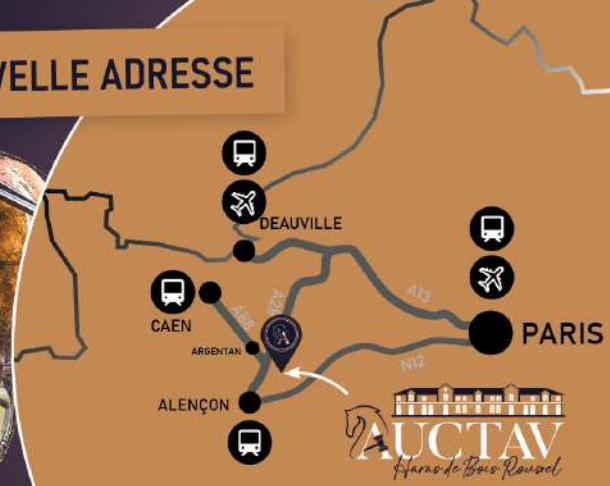 VELLE ADRESSE
DEAUVILLE
A13
A28
CAEN
A88
PARIS
ARGENTAN
N12
ALENÇON
AUCTAV
Haras de Bois Roussel